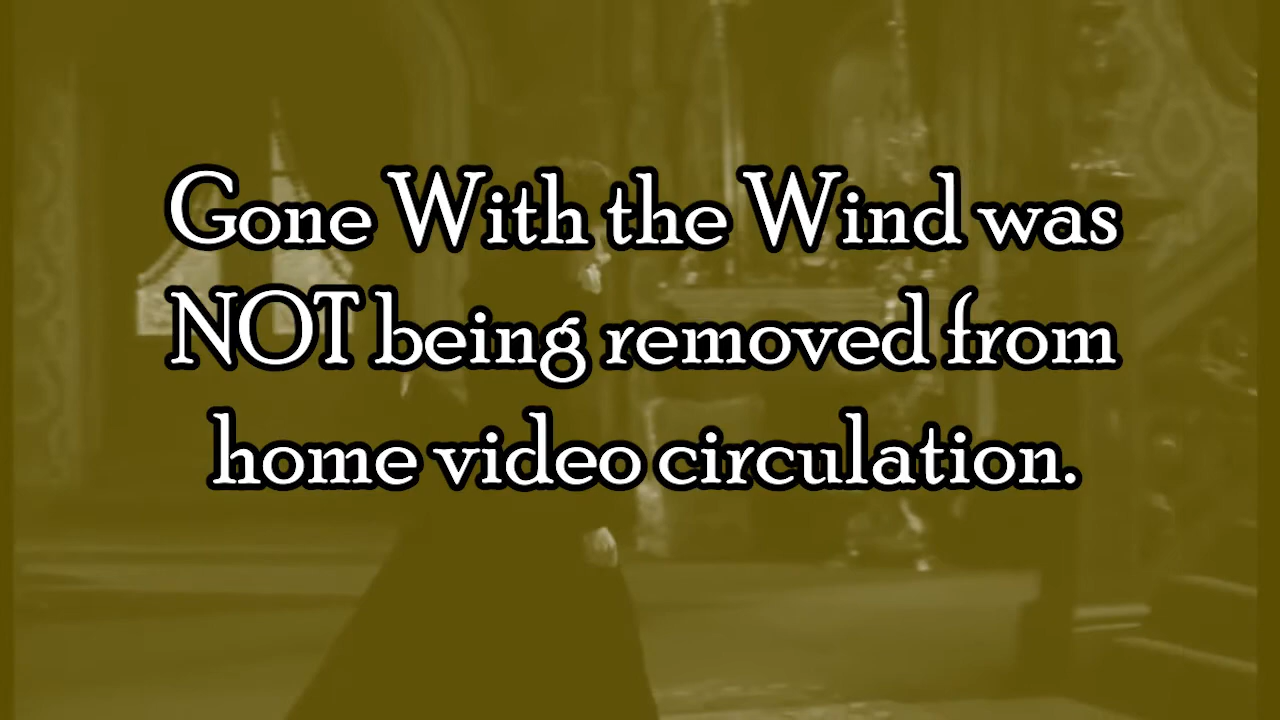 Gone With the Wind was
NOT being removed from
home video circulation.